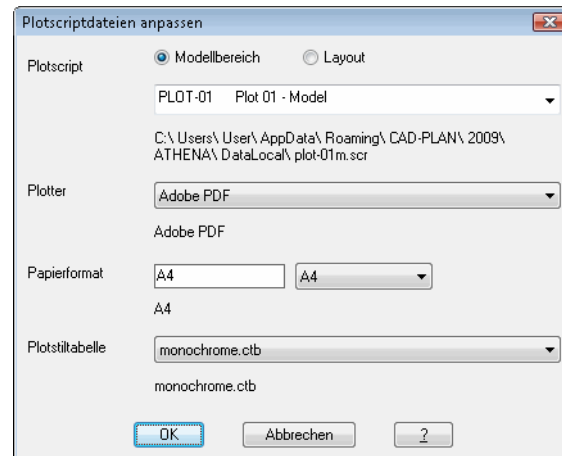 Plotscriptdateien anpassen
Plotscript
Modellbereich
Layout
PLOT-01 Plot 01 - Model
C:\ Users\ User\ AppData\ Roaming\ CAD-PLAN\ 2009\
ATHENA\ DataLocal\ plot-01m.scr
Plotter
Adobe PDF
Adobe PDF
Papierformat
A4
A4
A4
Plotstiltabelle
monochrome.ctb
monochrome.ctb
OK
Abbrechen
?